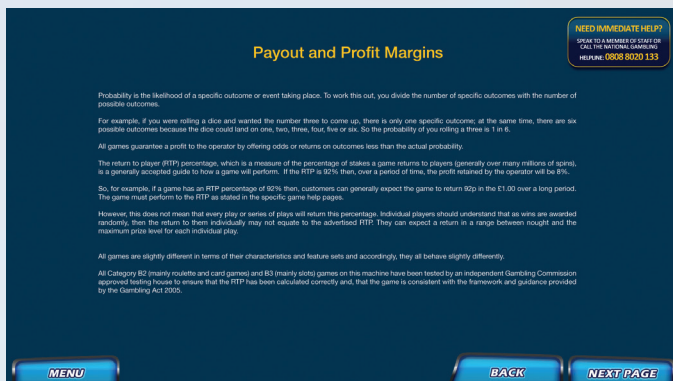 NEED IMMEDIATE HELP?
SPEAK TO A MEMBER OF STAFF OR
CALL THE NATIONAL GAMBLING
HELPLINE: 0808 8020 133
Payout and Profit Margins
Probability is the likelihood of a specific outcome or event taking place. To work this out, you divide the number of specific outcomes with the number of
possible outcomes.
For example, if you were rolling a dice and wanted the number three to come up, there is only one specific outcome; at the same time, there are six
possible outcomes because the dice could land on one, two, three, four, five or six. So the probability of you rolling a three is 1 in 6.
All games guarantee a profit to the operator by offering odds or returns on outcomes less than the actual probability.
The return to player (RTP) percentage, which is a measure of the percentage of stakes a game returns to players (generally over many millions of spins),
is a generally accepted guide to how a game will perform. If the RTP is 92% then, over a period of time, the profit retained by the operator will be 8%.
So, for example, if a game has an RTP percentage of 92% then, customers can generally expect the game to return 92p in the £1.00 over a long period.
The game must perform to the RTP as stated in the specific game help pages.
However, this does not mean that every play or series of plays will return this percentage. Individual players should understand that as wins are awarded
randomly, then the return to them individually may not equate to the advertised RTP. They can expect a return in a range between nought and the
maximum prize level for each individual play.
All games are slightly different in terms of their characteristics and feature sets and accordingly, they all behave slightly differently.
All Category B2 (mainly roulette and card games) and B3 (mainly slots) games on this machine have been tested by an independent Gambling Commission
approved testing house to ensure that the RTP has been calculated correctly and, that the game is consistent with the framework and guidance provided
by the Gambling Act 2005.
MENU
BACK
NEXT PAGE